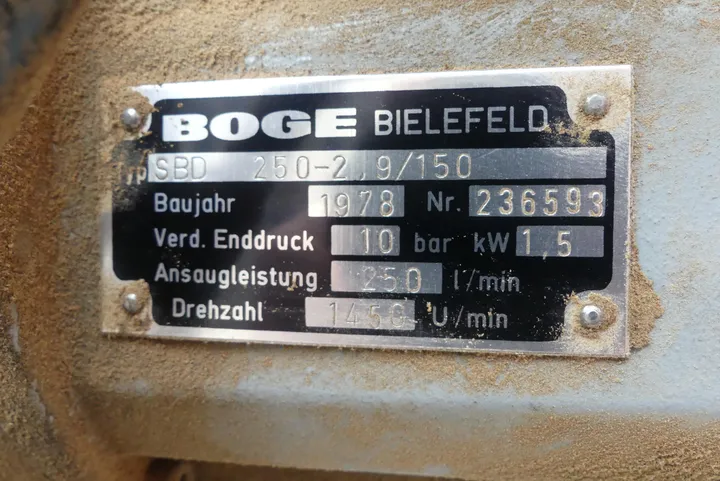 BOGE BIELEFELD
Typ SBD 250-2,9/150
Baujahr 1978 Nr. 236593
Verd. Enddruck 10 bar kW 1,5
Ansaugleistung 250 l/min
Drehzahl 1450 U/min